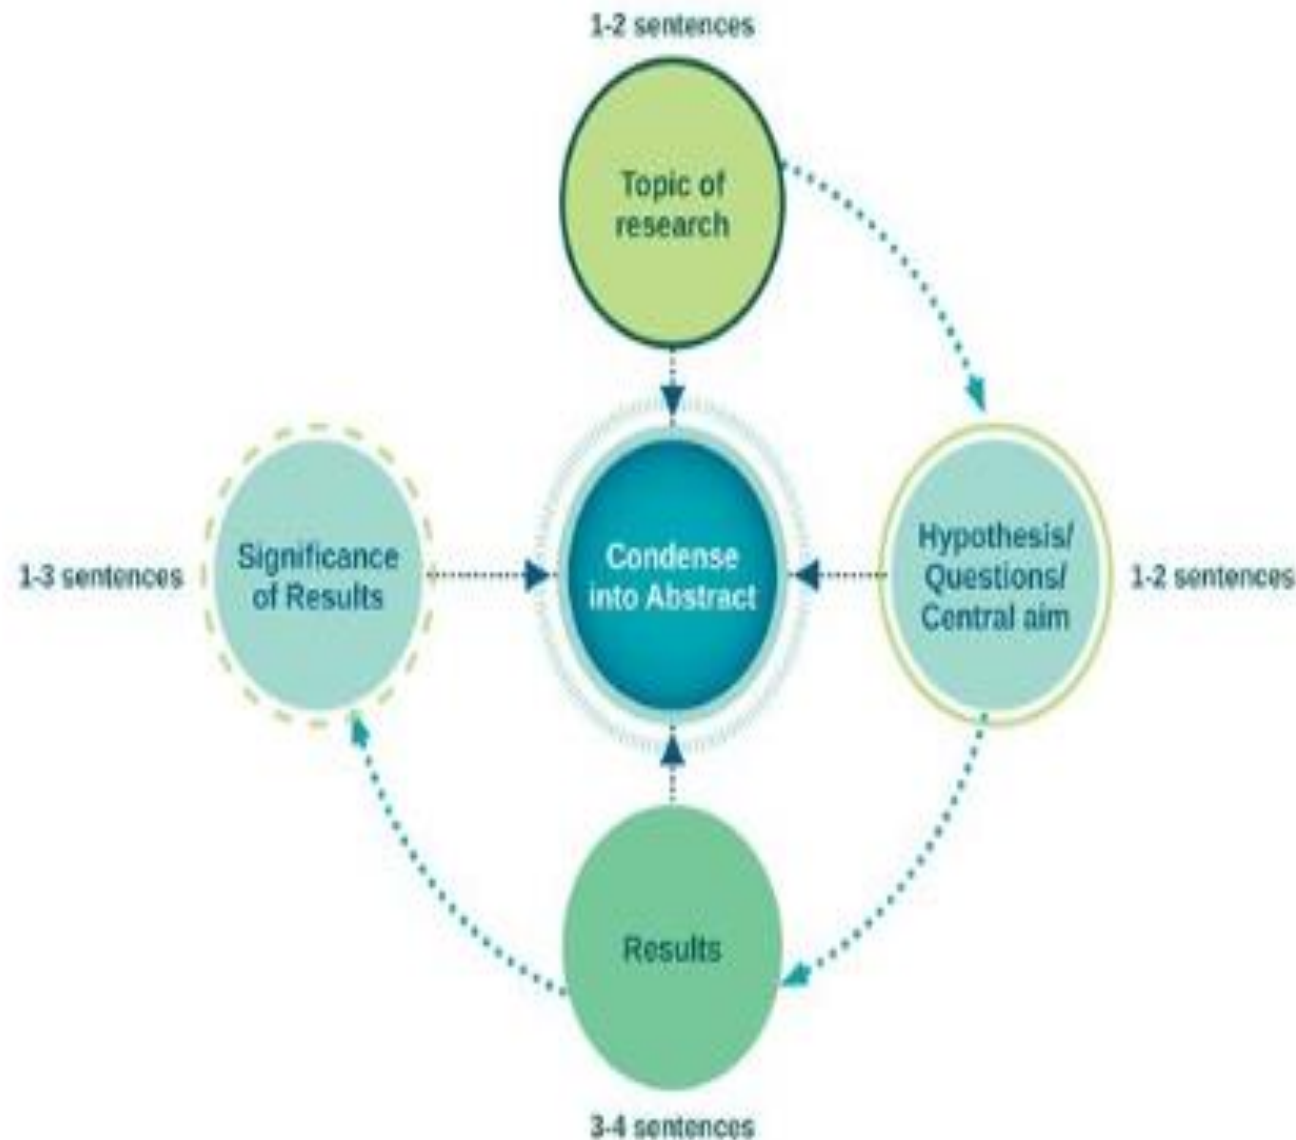 1-2 sentences
Topic of
research
Hypothesis/
Questions/
Central aim
1-2 sentences
Condense
into Abstract
Significance
of Results
1-3 sentences
Results
3-4 sentences